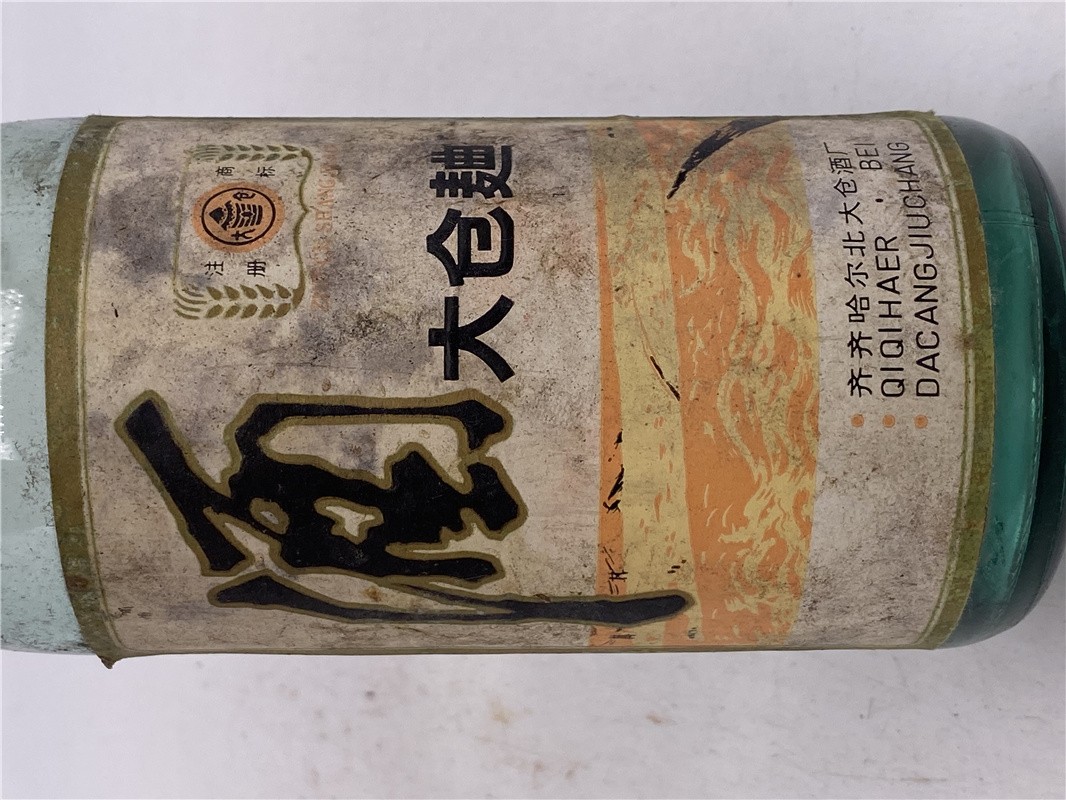 注册 商标
大仓麯
酒
齐齐哈尔北大仓酒厂
QIQIHAER · BEI
DACANGJIUCHANG